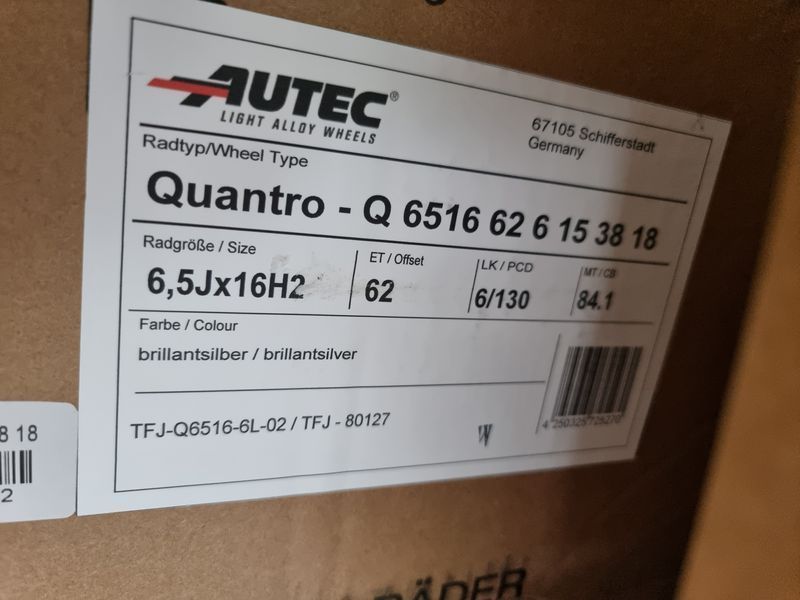 AUTEC®
LIGHT ALLOY WHEELS
67105 Schifferstadt
Germany
Radtyp/Wheel Type
Quantro - Q 6516 62 6 15 38 18
Radgröße / Size
6,5Jx16H2
ET / Offset
62
LK / PCD
6/130
MT / CB
84.1
Farbe / Colour
brillantsilber / brillantsilver
TFJ-Q6516-6L-02 / TFJ - 80127
W
8 18
2
RÄDER